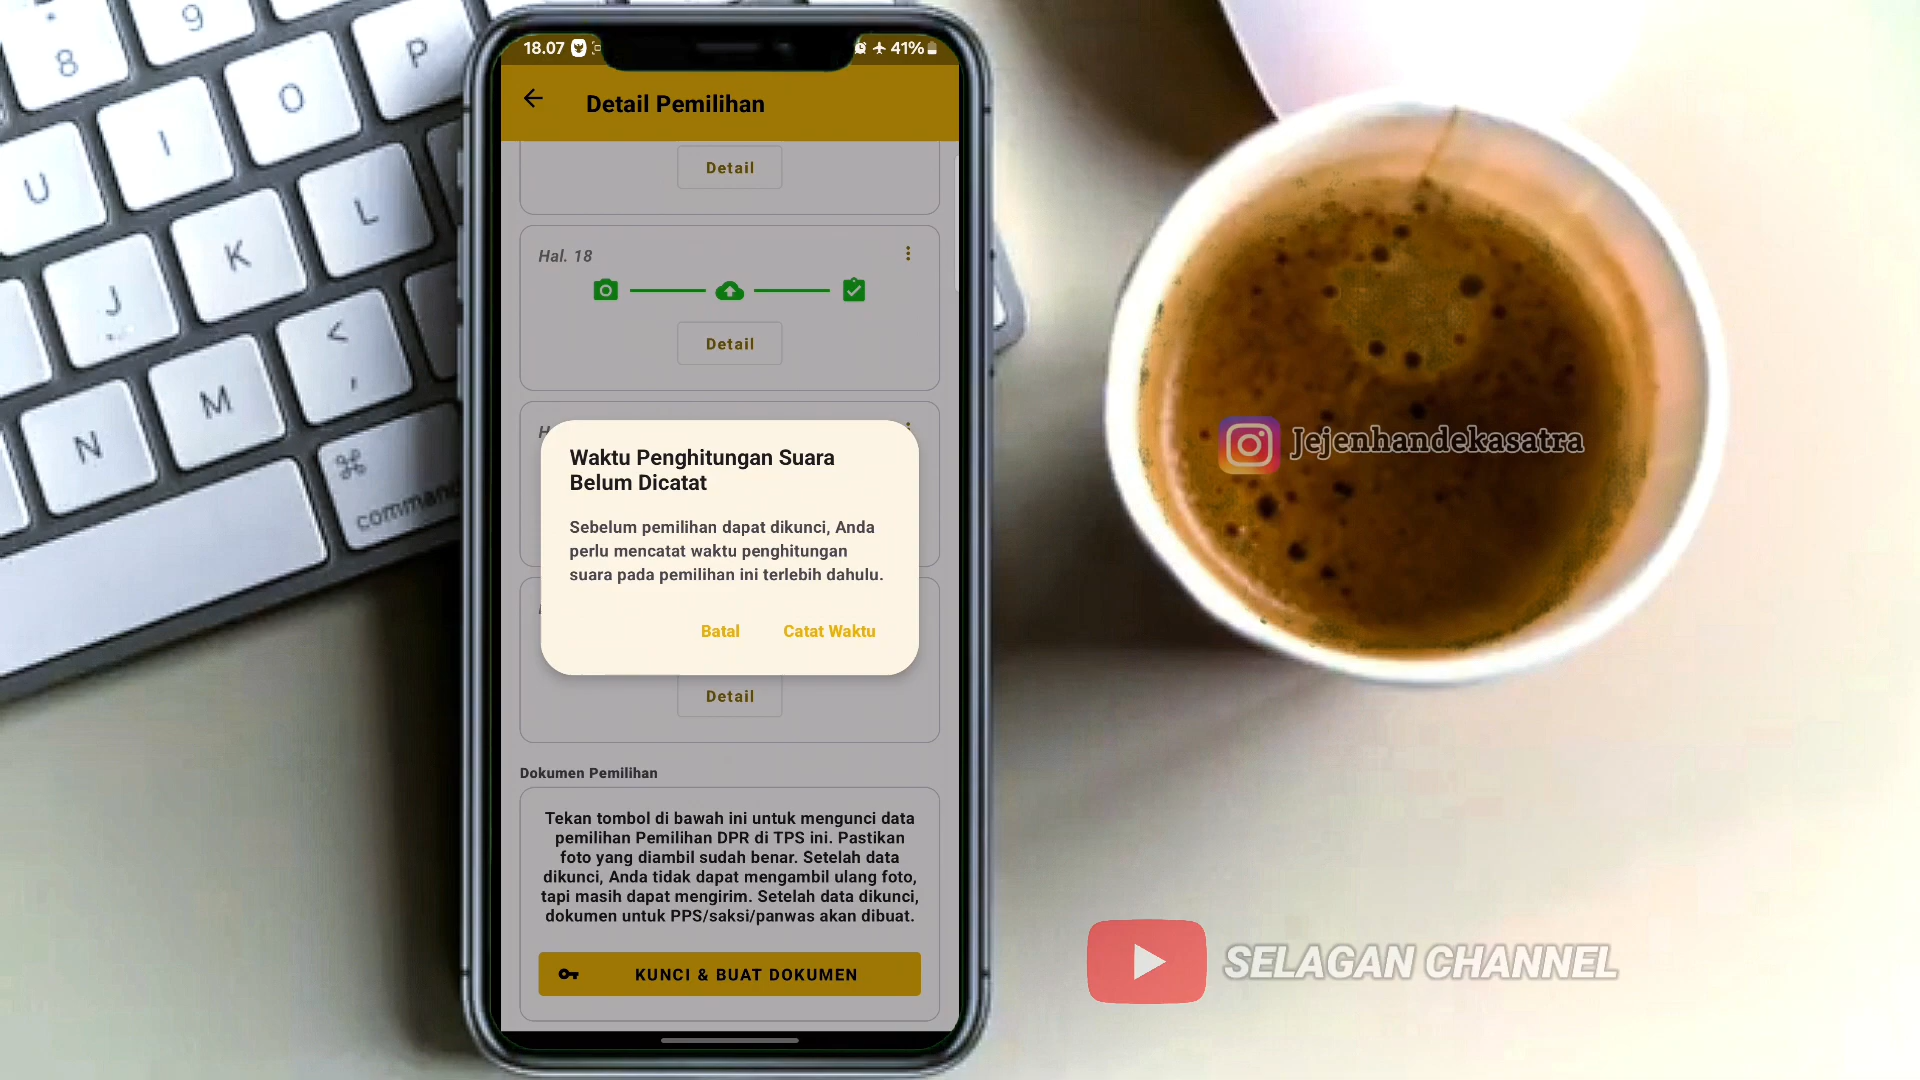 18.07
41%
Detail Pemilihan
Detail
Hal. 18
Detail
Waktu Penghitungan Suara
Belum Dicatat
Sebelum pemilihan dapat dikunci, Anda
perlu mencatat waktu penghitungan
suara pada pemilihan ini terlebih dahulu.
Batal
Catat Waktu
Detail
Dokumen Pemilihan
Tekan tombol di bawah ini untuk mengunci data
pemilihan Pemilihan DPR di TPS ini. Pastikan
foto yang diambil sudah benar. Setelah data
dikunci, Anda tidak dapat mengambil ulang foto,
tapi masih dapat mengirim. Setelah data dikunci,
dokumen untuk PPS/saksi/panwas akan dibuat.
KUNCI & BUAT DOKUMEN
8
9
P
O
I
U
L
K
J
<
,
M
N
⌘
command
Jejenhandekasatra
SELAGAN CHANNEL